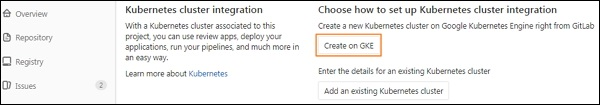 Overview
Repository
Registry
Issues 2
Kubernetes cluster integration
With a Kubernetes cluster associated to this
project, you can use review apps, deploy your
applications, run your pipelines, and much more in
an easy way.
Learn more about Kubernetes
Choose how to set up Kubernetes cluster integration
Create a new Kubernetes cluster on Google Kubernetes Engine right from GitLab
Create on GKE
Enter the details for an existing Kubernetes cluster
Add an existing Kubernetes cluster